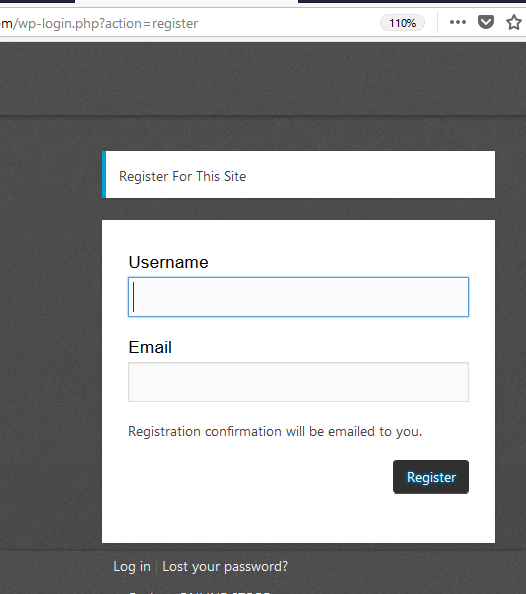 om/wp-login.php?action=register
110%
Register For This Site
Username
Email
Registration confirmation will be emailed to you.
Register
Log in | Lost your password?